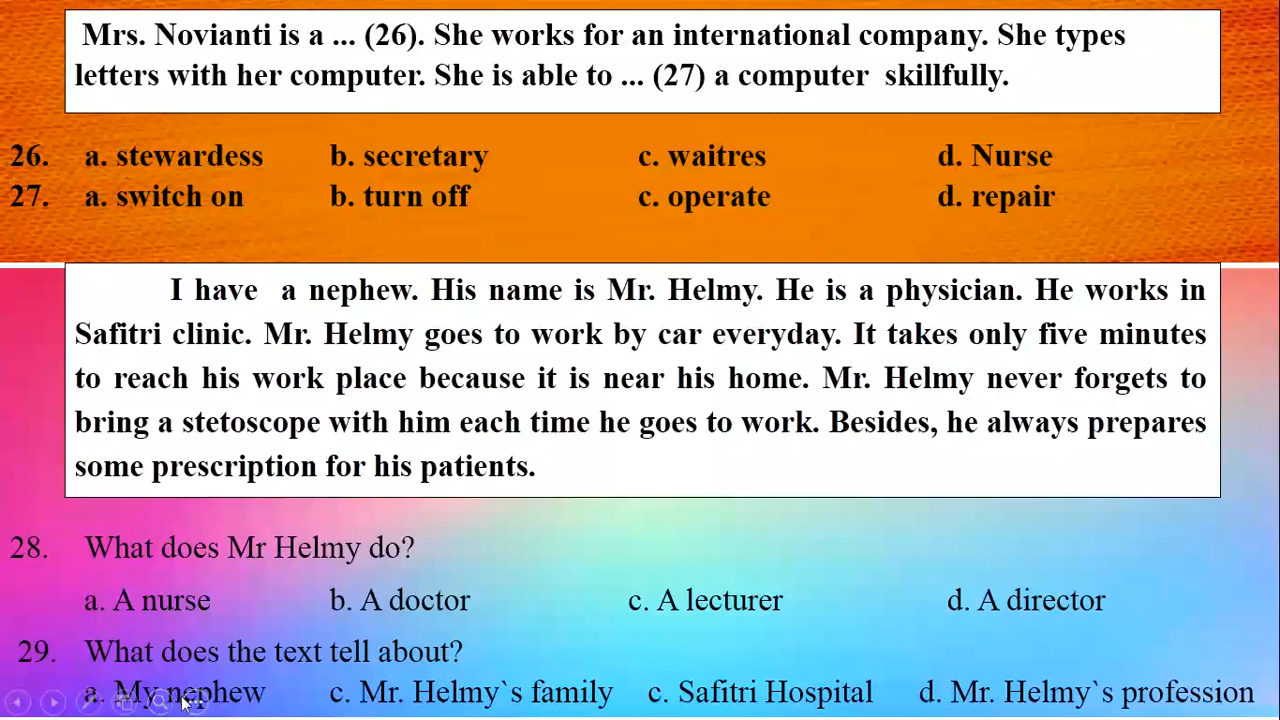 Mrs. Novianti is a ... (26). She works for an international company. She types
letters with her computer. She is able to ... (27) a computer skillfully.
26. a. stewardess b. secretary c. waitres d. Nurse
27. a. switch on b. turn off c. operate d. repair
I have a nephew. His name is Mr. Helmy. He is a physician. He works in
Safitri clinic. Mr. Helmy goes to work by car everyday. It takes only five minutes
to reach his work place because it is near his home. Mr. Helmy never forgets to
bring a stetoscope with him each time he goes to work. Besides, he always prepares
some prescription for his patients.
28. What does Mr Helmy do?
a. A nurse b. A doctor c. A lecturer d. A director
29. What does the text tell about?
a. My nephew c. Mr. Helmy`s family c. Safitri Hospital d. Mr. Helmy`s profession